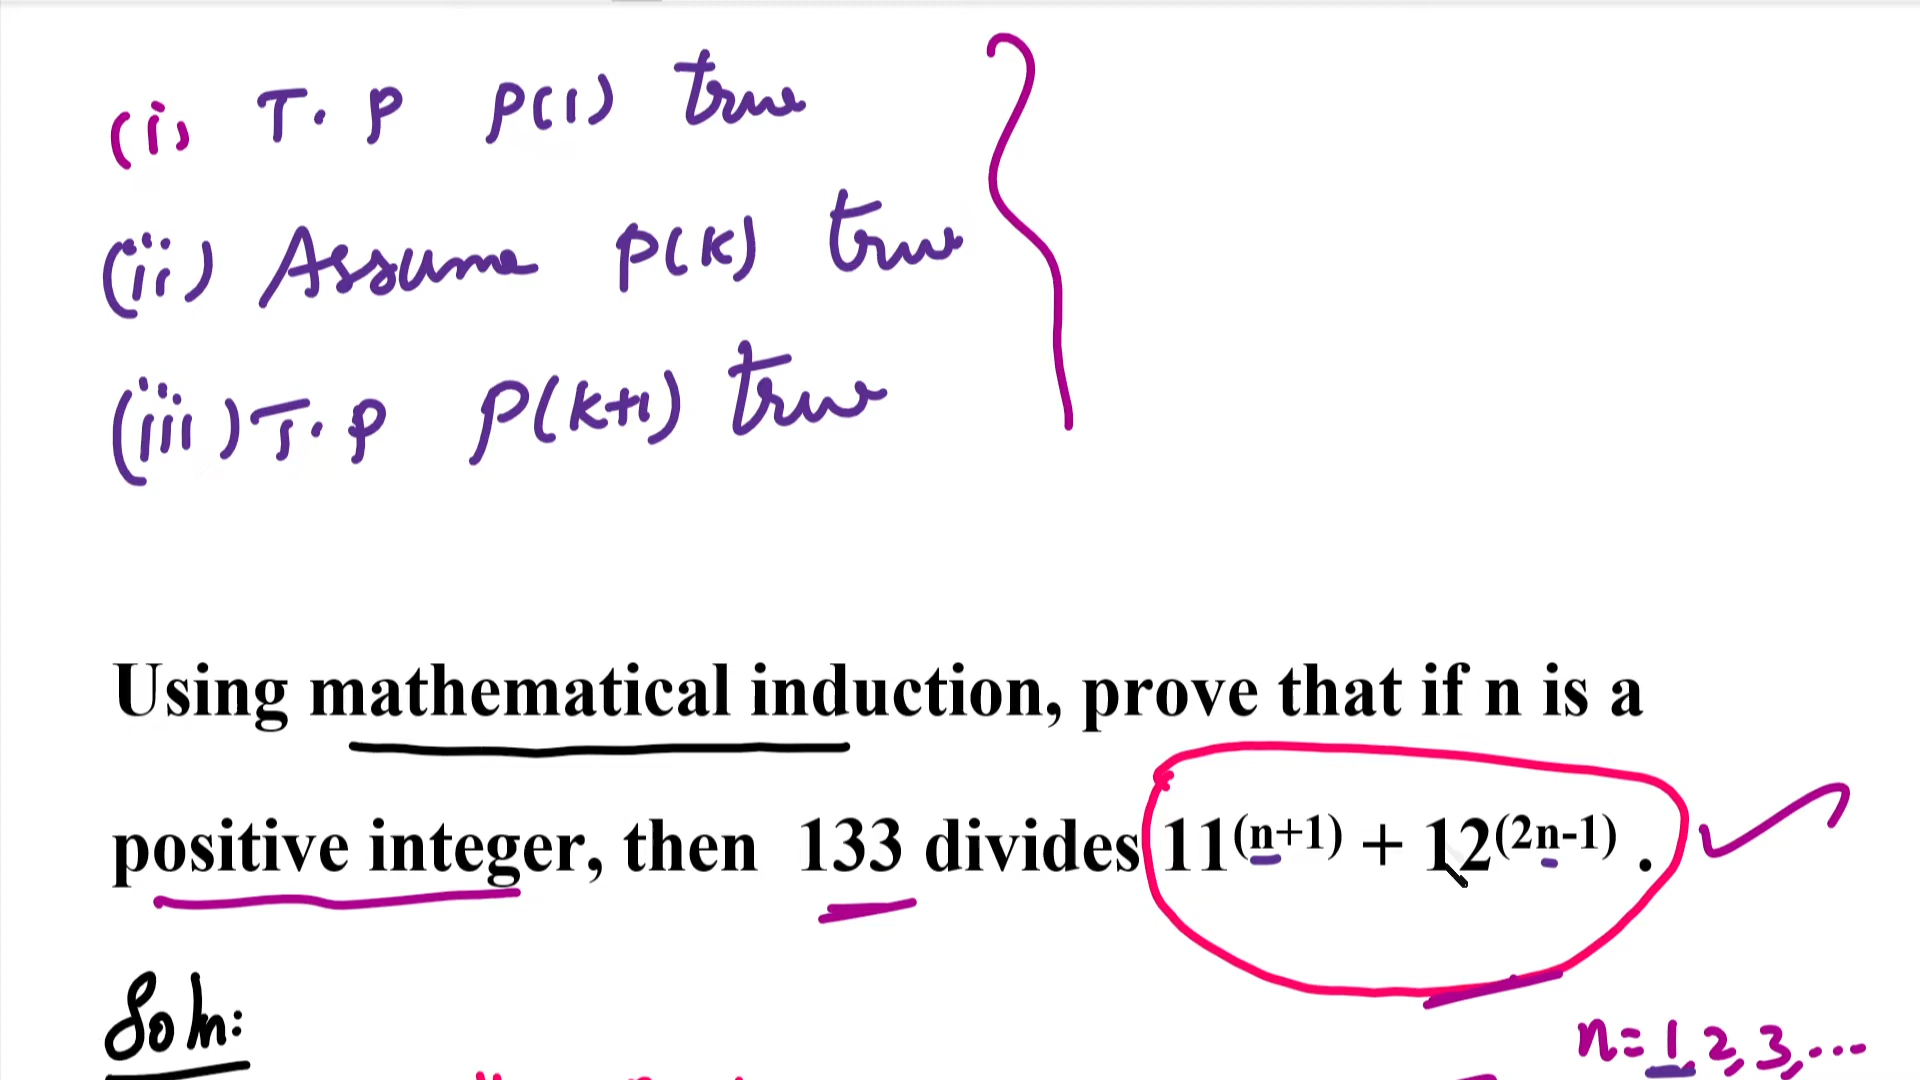 (i) T.P P(1) true
(ii) Assume P(K) true
(iii) T.P P(k+1) true
Using mathematical induction, prove that if n is a
positive integer, then 133 divides 11^(n+1) + 12^(2n-1) .
Soln:
n=1,2,3,...